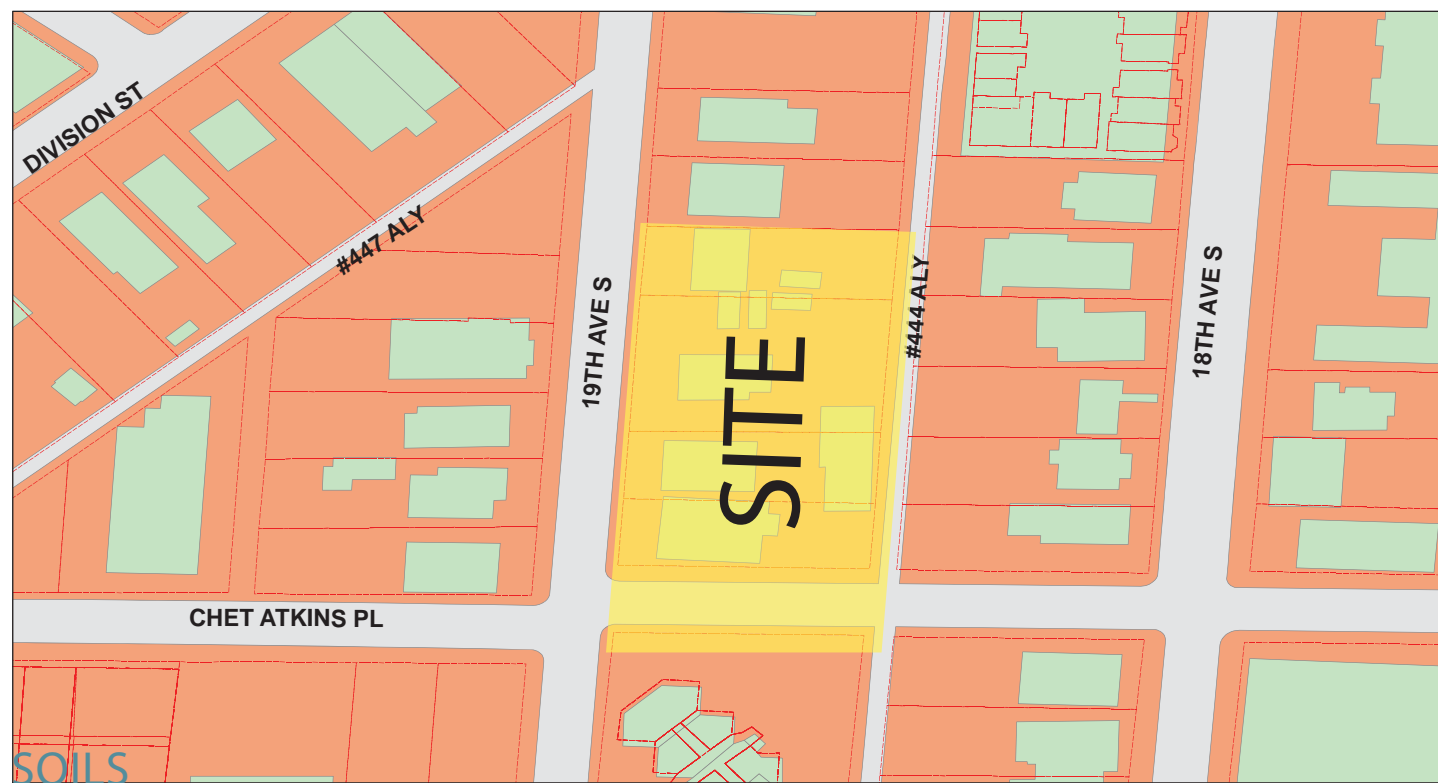 DIVISION ST
#447 ALY
19TH AVE S
#444 ALY
18TH AVE S
SITE
CHET ATKINS PL
SOILS